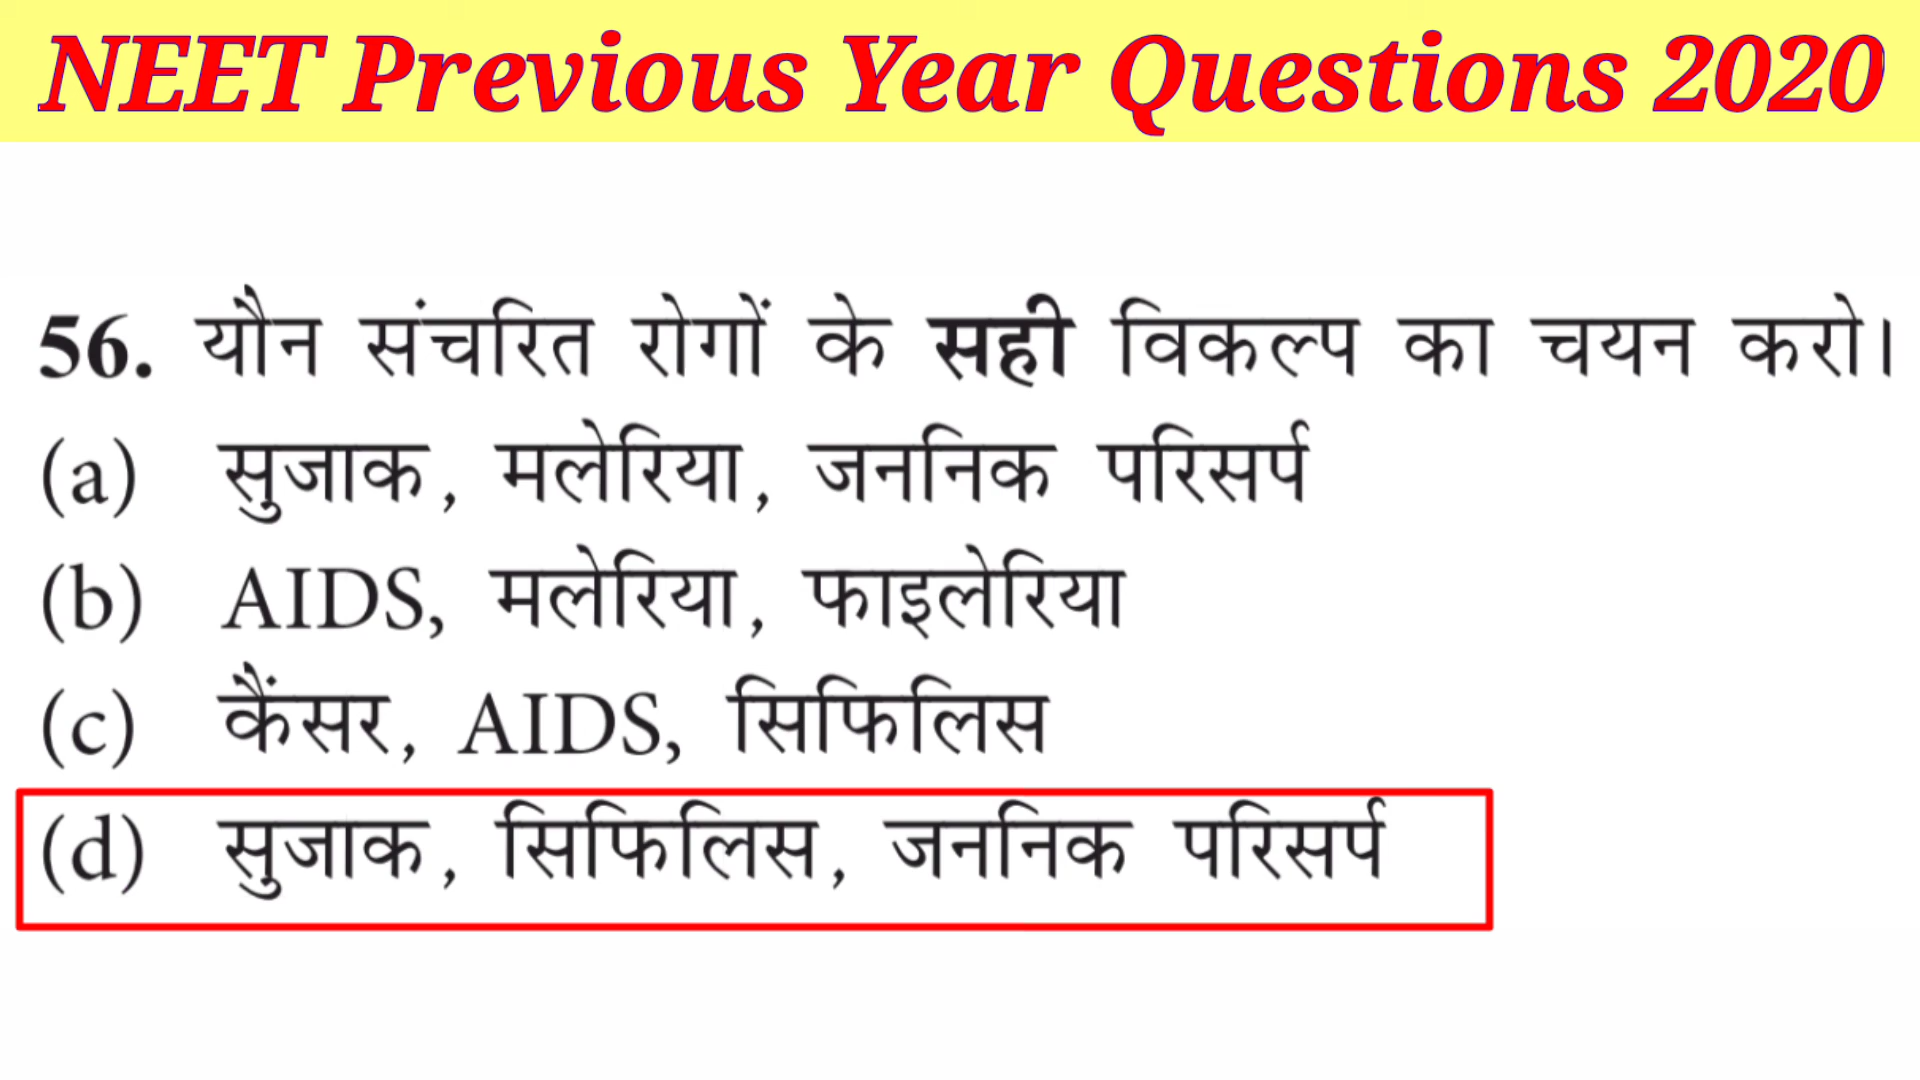 NEET Previous Year Questions 2020
56. यौन संचरित रोगों के सही विकल्प का चयन करो।
(a) सुजाक, मलेरिया, जननिक परिसर्प
(b) AIDS, मलेरिया, फाइलेरिया
(c) कैंसर, AIDS, सिफिलिस
(d) सुजाक, सिफिलिस, जननिक परिसर्प